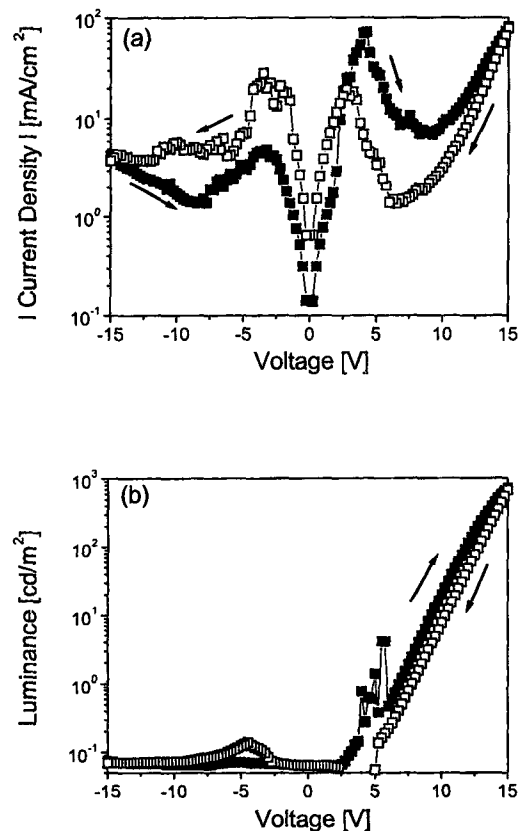 (a)
| Current Density | [mA/cm²]
10²
10¹
10⁰
10⁻¹
-15 -10 -5 0 5 10 15
Voltage [V]
(b)
Luminance [cd/m²]
10³
10²
10¹
10⁰
10⁻¹
-15 -10 -5 0 5 10 15
Voltage [V]